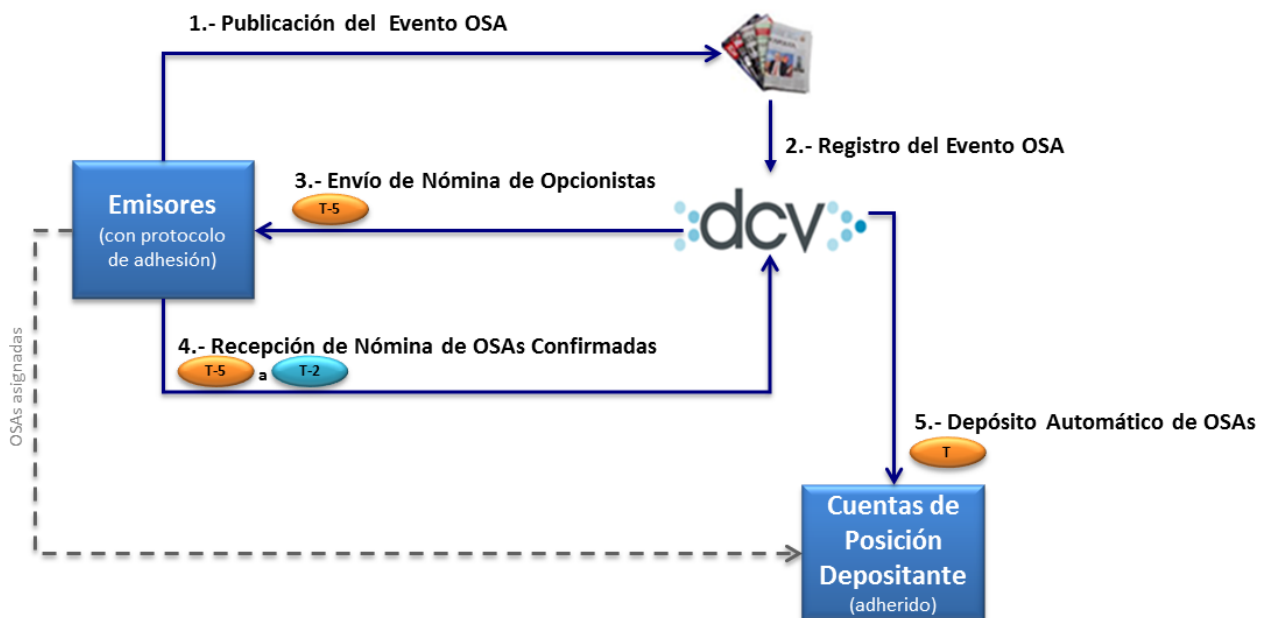 1.- Publicación del Evento OSA
2.- Registro del Evento OSA
3.- Envío de Nómina de Opcionistas
T-5
Emisores
(con protocolo
de adhesión)
dcv
4.- Recepción de Nómina de OSAs Confirmadas
T-5 a T-2
OSAs asignadas
5.- Depósito Automático de OSAs
T
Cuentas de
Posición
Depositante
(adherido)